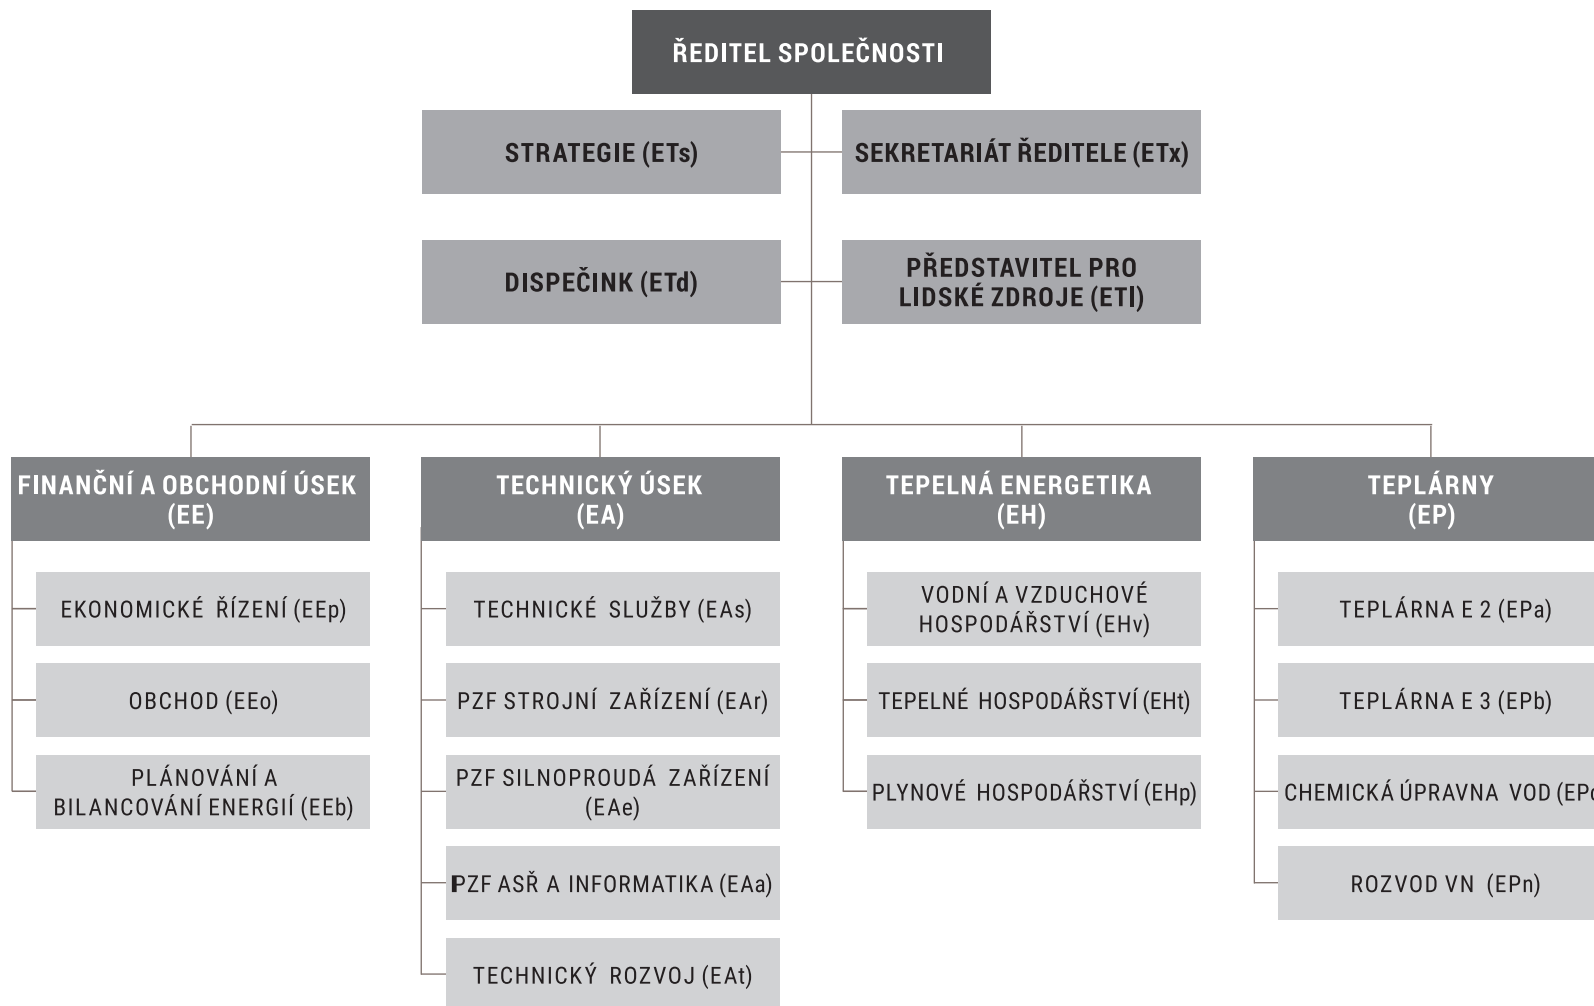 ŘEDITEL SPOLEČNOSTI
STRATEGIE (ETs)
SEKRETARIÁT ŘEDITELE (ETx)
DISPEČINK (ETd)
PŘEDSTAVITEL PRO
LIDSKÉ ZDROJE (ETl)
FINANČNÍ A OBCHODNÍ ÚSEK
(EE)
EKONOMICKÉ ŘÍZENÍ (EEp)
OBCHOD (EEo)
PLÁNOVÁNÍ A
BILANCOVÁNÍ ENERGIÍ (EEb)
TECHNICKÝ ÚSEK
(EA)
TECHNICKÉ SLUŽBY (EAs)
PZF STROJNÍ ZAŘÍZENÍ (EAr)
PZF SILNOPROUDÁ ZAŘÍZENÍ
(EAe)
PZF ASŘ A INFORMATIKA (EAa)
TECHNICKÝ ROZVOJ (EAt)
TEPELNÁ ENERGETIKA
(EH)
VODNÍ A VZDUCHOVÉ
HOSPODÁŘSTVÍ (EHv)
TEPELNÉ HOSPODÁŘSTVÍ (EHt)
PLYNOVÉ HOSPODÁŘSTVÍ (EHp)
TEPLÁRNY
(EP)
TEPLÁRNA E 2 (EPa)
TEPLÁRNA E 3 (EPb)
CHEMICKÁ ÚPRAVNA VOD
ROZVOD VN (EPn)